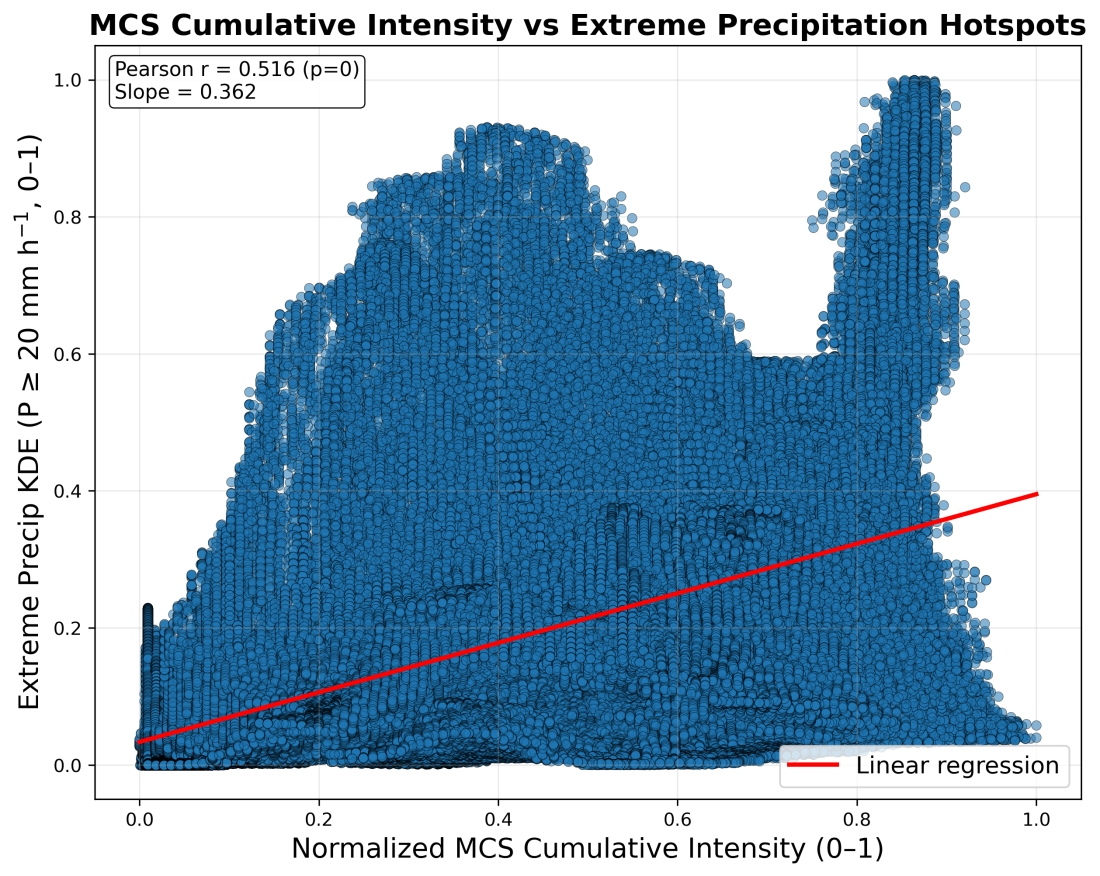 MCS Cumulative Intensity vs Extreme Precipitation Hotspots
Pearson r = 0.516 (p=0)
Slope = 0.362
Extreme Precip KDE (P ≥ 20 mm h⁻¹, 0–1)
1.0
0.8
0.6
0.4
0.2
0.0
Linear regression
0.0 0.2 0.4 0.6 0.8 1.0
Normalized MCS Cumulative Intensity (0–1)